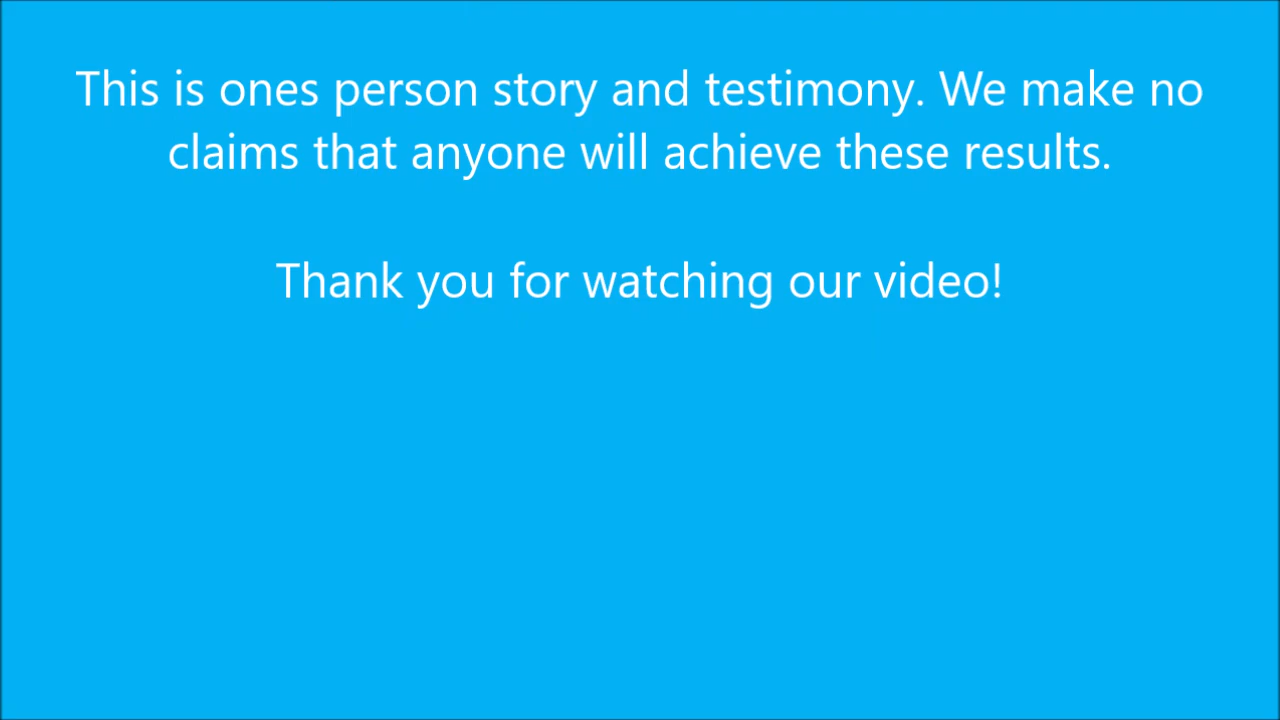 This is ones person story and testimony. We make no
claims that anyone will achieve these results.
Thank you for watching our video!